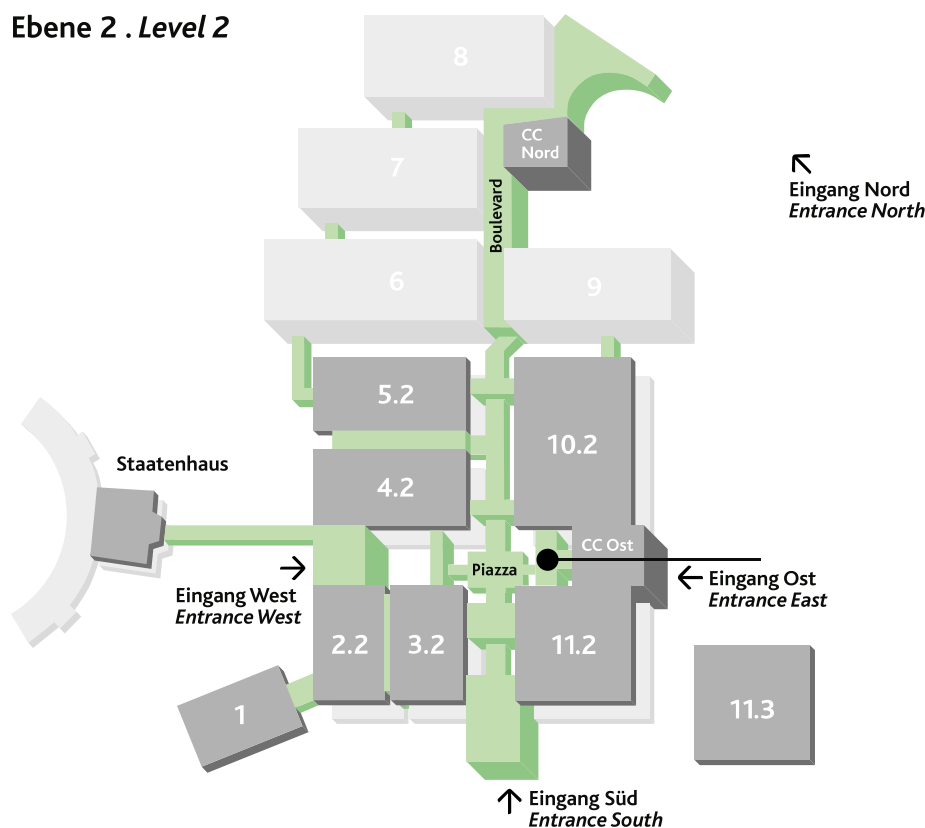 Ebene 2 . Level 2
8
CC
Nord
7
Eingang Nord
Entrance North
Boulevard
6
9
5.2
10.2
Staatenhaus
4.2
CC Ost
Piazza
Eingang West
Entrance West
Eingang Ost
Entrance East
2.2
3.2
11.2
1
11.3
Eingang Süd
Entrance South